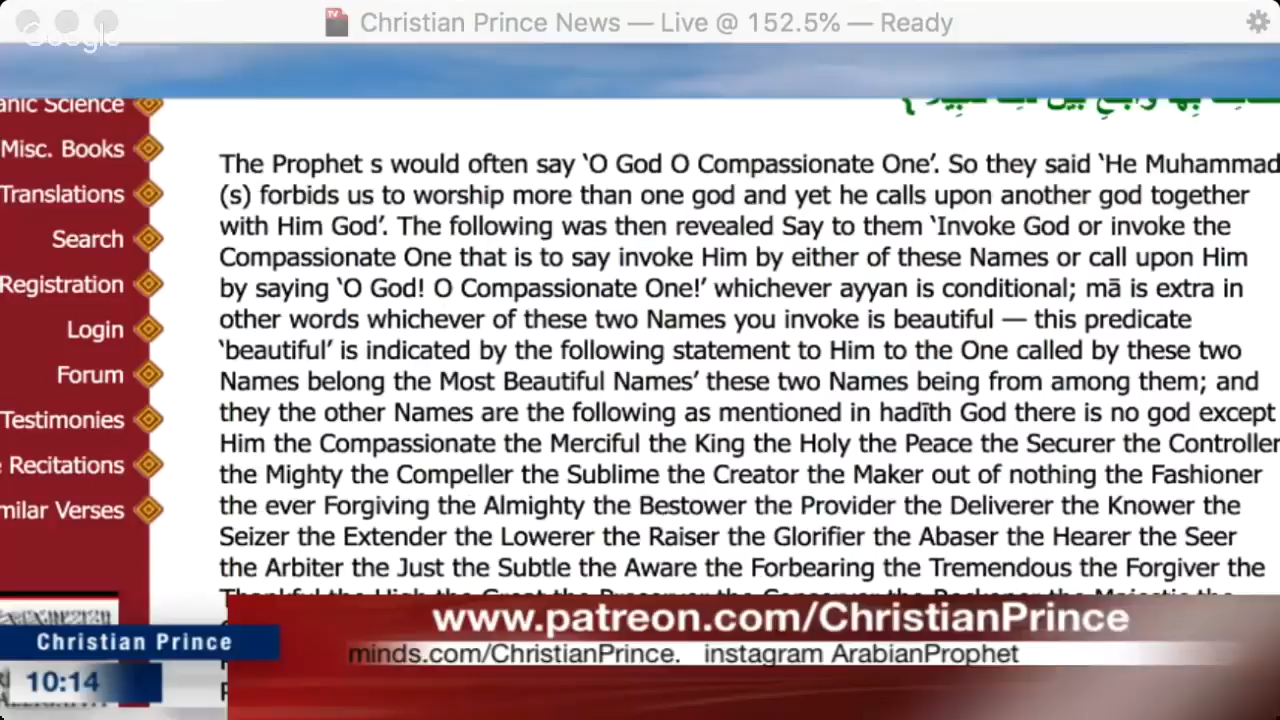 Christian Prince News — Live @ 152.5% — Ready
Google
anic Science
Misc. Books
Translations
Search
Registration
Login
Forum
Testimonies
Recitations
milar Verses
The Prophet s would often say ‘O God O Compassionate One’. So they said ‘He Muhammad
(s) forbids us to worship more than one god and yet he calls upon another god together
with Him God’. The following was then revealed Say to them ‘Invoke God or invoke the
Compassionate One that is to say invoke Him by either of these Names or call upon Him
by saying ‘O God! O Compassionate One!’ whichever ayyan is conditional; mā is extra in
other words whichever of these two Names you invoke is beautiful — this predicate
‘beautiful’ is indicated by the following statement to Him to the One called by these two
Names belong the Most Beautiful Names’ these two Names being from among them; and
they the other Names are the following as mentioned in hadīth God there is no god except
Him the Compassionate the Merciful the King the Holy the Peace the Securer the Controller
the Mighty the Compeller the Sublime the Creator the Maker out of nothing the Fashioner
the ever Forgiving the Almighty the Bestower the Provider the Deliverer the Knower the
Seizer the Extender the Lowerer the Raiser the Glorifier the Abaser the Hearer the Seer
the Arbiter the Just the Subtle the Aware the Forbearing the Tremendous the Forgiver the
www.patreon.com/ChristianPrince
minds.com/ChristianPrince. instagram ArabianProphet
Christian Prince
10:14